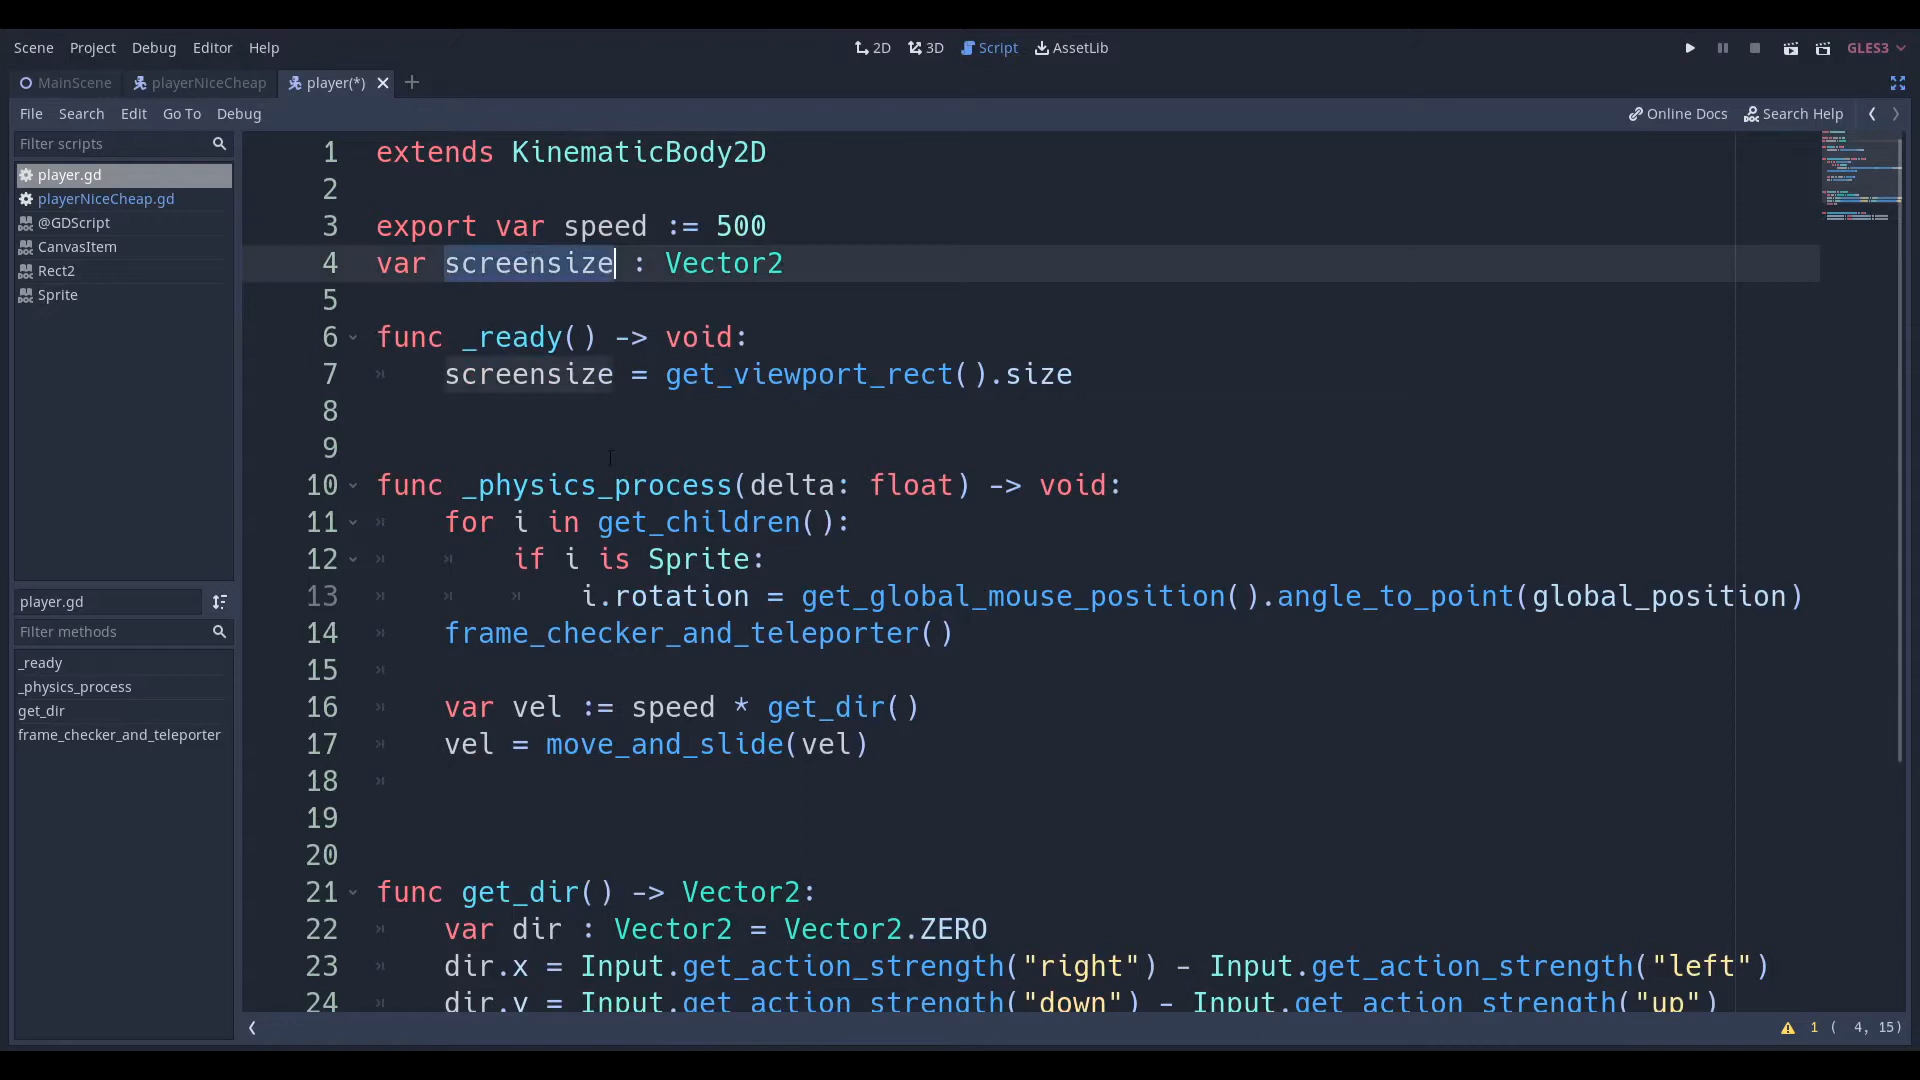 Scene Project Debug Editor Help 2D 3D Script AssetLib GLES3
MainScene playerNiceCheap player(*)
File Search Edit Go To Debug Online Docs Search Help
Filter scripts
player.gd
playerNiceCheap.gd
@GDScript
CanvasItem
Rect2
Sprite
player.gd
Filter methods
_ready
_physics_process
get_dir
frame_checker_and_teleporter
1 extends KinematicBody2D
2
3 export var speed := 500
4 var screensize : Vector2
5
6 func _ready() -> void:
7 screensize = get_viewport_rect().size
8
9
10 func _physics_process(delta: float) -> void:
11 for i in get_children():
12 if i is Sprite:
13 i.rotation = get_global_mouse_position().angle_to_point(global_position)
14 frame_checker_and_teleporter()
15
16 var vel := speed * get_dir()
17 vel = move_and_slide(vel)
18
19
20
21 func get_dir() -> Vector2:
22 var dir : Vector2 = Vector2.ZERO
23 dir.x = Input.get_action_strength("right") - Input.get_action_strength("left")
24 dir.y = Input.get_action_strength("down") - Input.get_action_strength("up")
1 ( 4, 15)